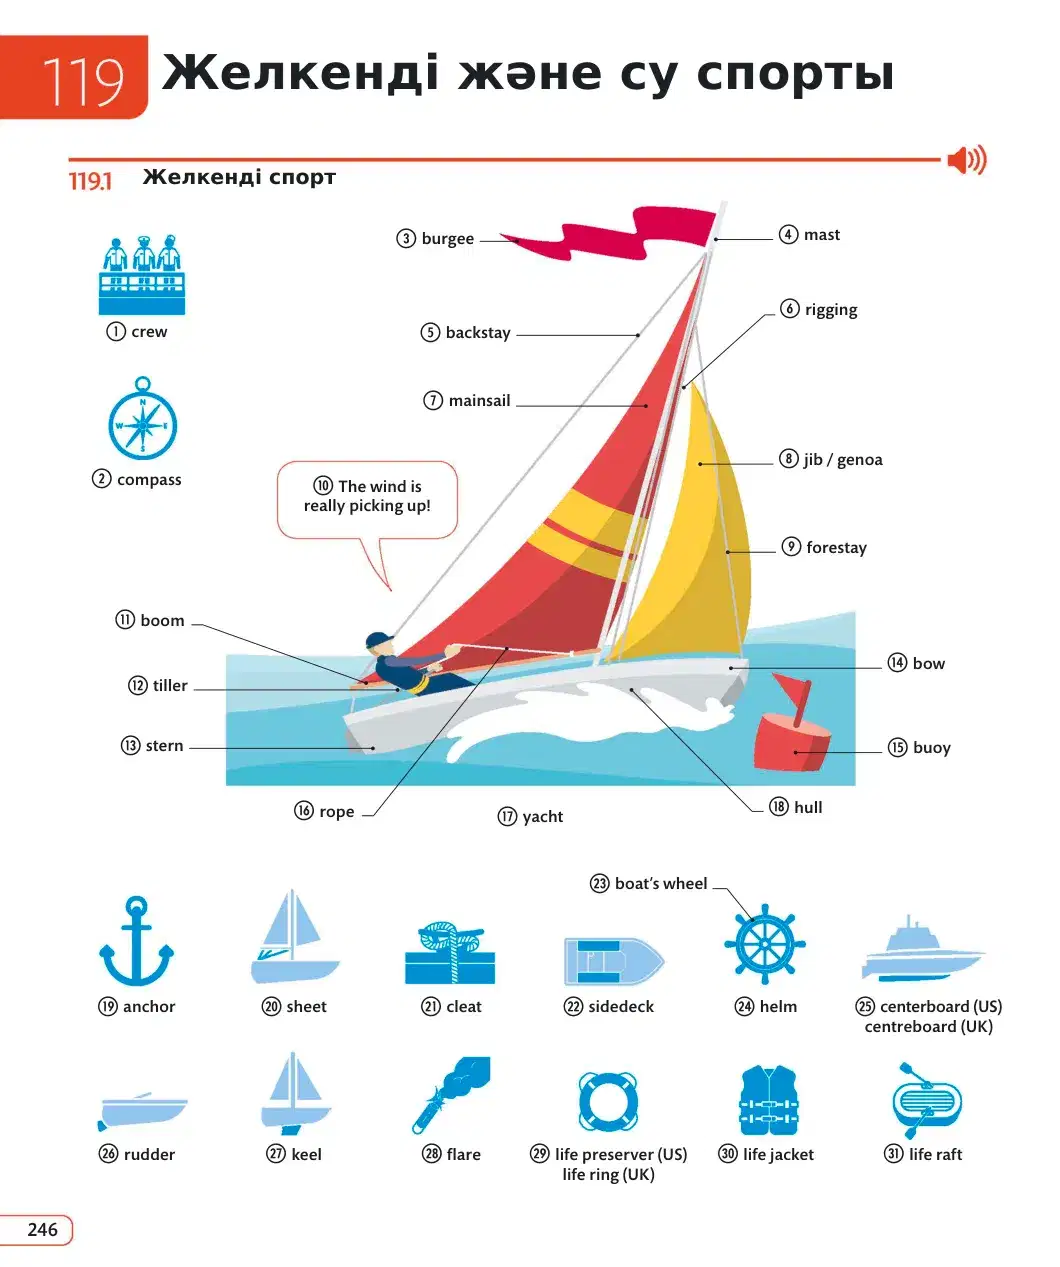 119
Желкенді және су спорты
119.1 Желкенді спорт
① crew
② compass
③ burgee
④ mast
⑤ backstay
⑥ rigging
⑦ mainsail
⑧ jib / genoa
⑨ forestay
⑩ The wind is
really picking up!
⑪ boom
⑫ tiller
⑬ stern
⑭ bow
⑮ buoy
⑯ rope
⑰ yacht
⑱ hull
N
W E
S
㉓ boat's wheel
⑲ anchor
⑳ sheet
㉑ cleat
㉒ sidedeck
㉔ helm
㉕ centerboard (US)
centreboard (UK)
㉖ rudder
㉗ keel
㉘ flare
㉙ life preserver (US)
life ring (UK)
㉚ life jacket
㉛ life raft
246